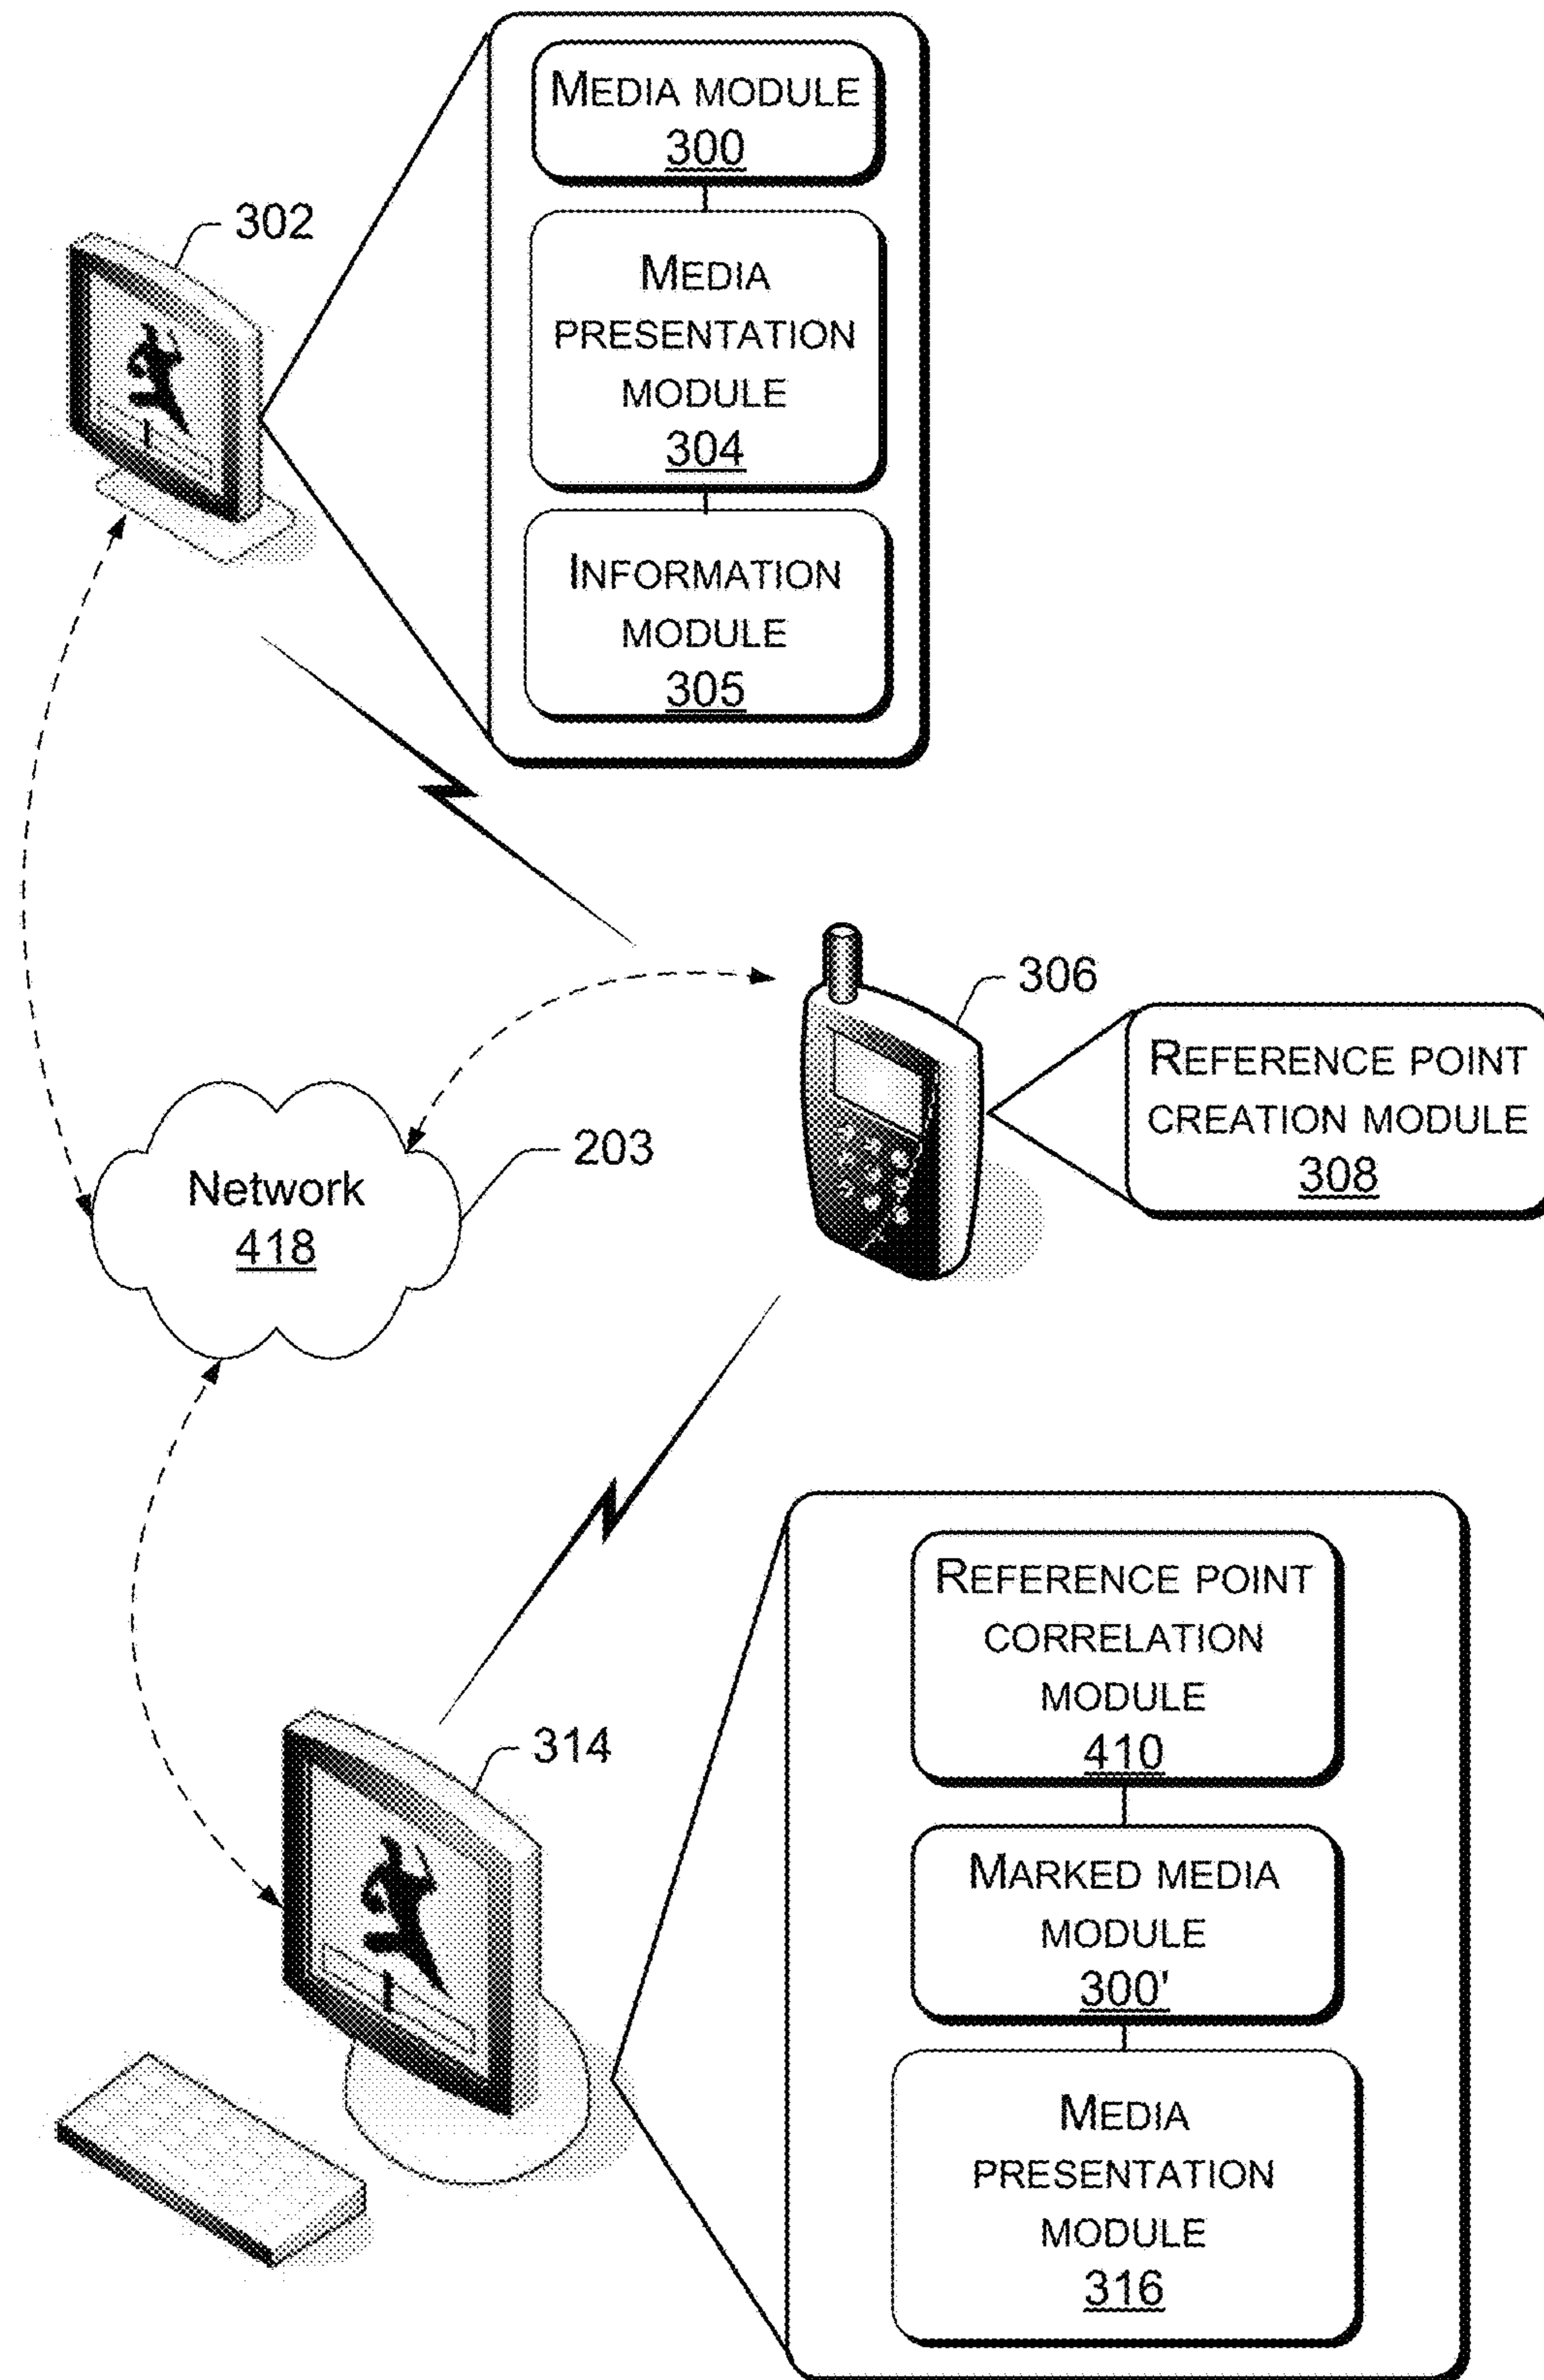 MEDIA MODULE
300
302
MEDIA
PRESENTATION
MODULE
304
INFORMATION
MODULE
305
306
REFERENCE POINT
CREATION MODULE
308
203
Network
418
REFERENCE POINT
CORRELATION
MODULE
410
314
MARKED MEDIA
MODULE
300'
MEDIA
PRESENTATION
MODULE
316